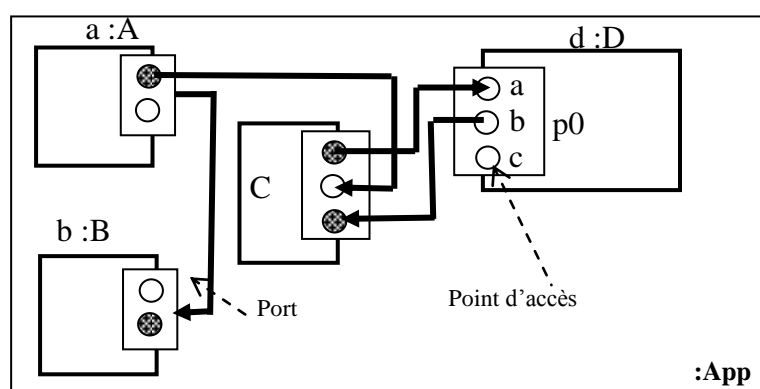 a :A
d :D
a
b
p0
c
C
b :B
Port
Point d'accès
:App